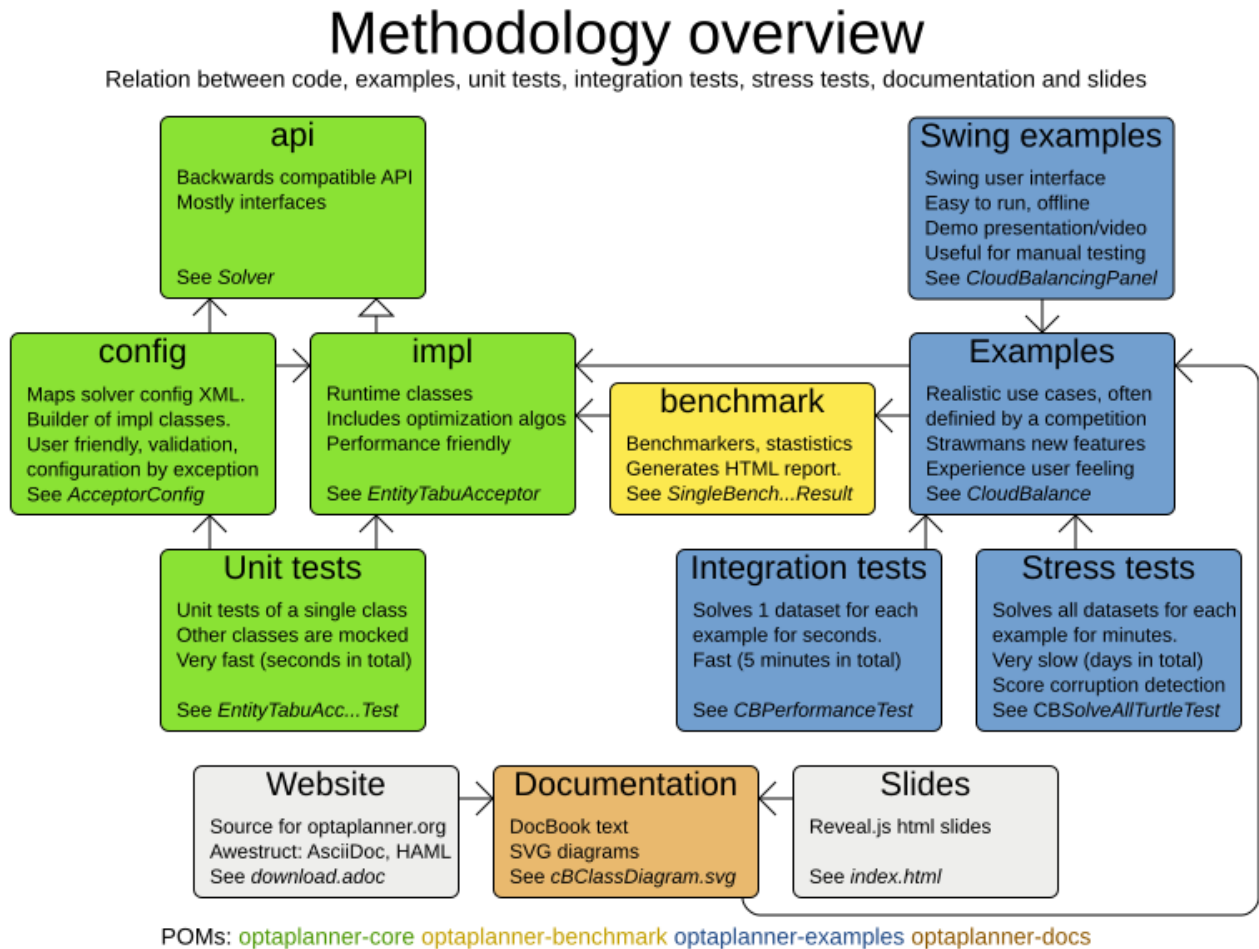 Methodology overview
Relation between code, examples, unit tests, integration tests, stress tests, documentation and slides
api
Backwards compatible API
Mostly interfaces
See Solver
Swing examples
Swing user interface
Easy to run, offline
Demo presentation/video
Useful for manual testing
See CloudBalancingPanel
config
Maps solver config XML.
Builder of impl classes.
User friendly, validation,
configuration by exception
See AcceptorConfig
impl
Runtime classes
Includes optimization algos
Performance friendly
See EntityTabuAcceptor
benchmark
Benchmarkers, stastistics
Generates HTML report.
See SingleBench...Result
Examples
Realistic use cases, often
definied by a competition
Strawmans new features
Experience user feeling
See CloudBalance
Unit tests
Unit tests of a single class
Other classes are mocked
Very fast (seconds in total)
See EntityTabuAcc...Test
Integration tests
Solves 1 dataset for each
example for seconds.
Fast (5 minutes in total)
See CBPerformanceTest
Stress tests
Solves all datasets for each
example for minutes.
Very slow (days in total)
Score corruption detection
See CBSolveAllTurtleTest
Website
Source for optaplanner.org
Awestruct: AsciiDoc, HAML
See download.adoc
Documentation
DocBook text
SVG diagrams
See cBClassDiagram.svg
Slides
Reveal.js html slides
See index.html
POMs: optaplanner-core optaplanner-benchmark optaplanner-examples optaplanner-docs